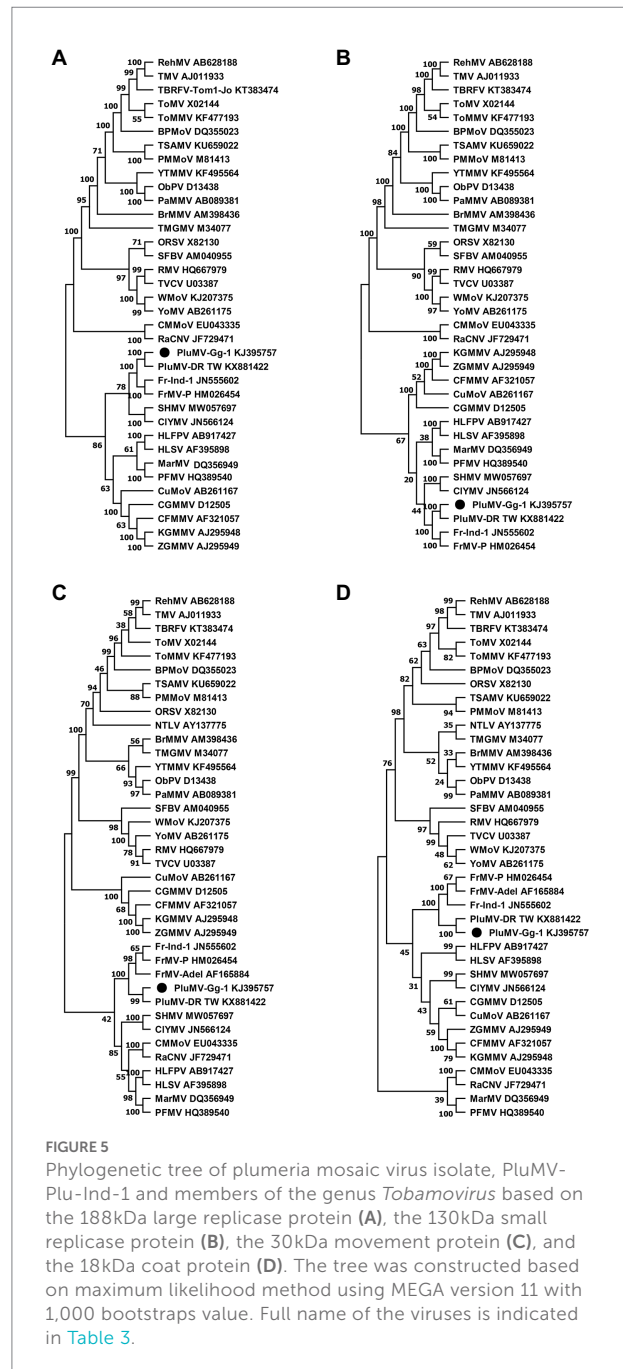 A
100 RehMV AB628188
99 TMV AJ011933
99 TBRFV-Tom1-Jo KT383474
100 ToMV X02144
55 ToMMV KF477193
100 BPMoV DQ355023
71 TSAMV KU659022
100 PMMoV M81413
100 YTMMV KF495564
95 ObPV D13438
100 PaMMV AB089381
100 BrMMV AM398436
100 TMGMV M34077
71 ORSV X82130
100 SFBV AM040955
97 99 RMV HQ667979
TVCV U03387
100 WMoV KJ207375
99 YoMV AB261175
CMMoV EU043335
100 RaCNV JF729471
100 PluMV-Gg-1 KJ395757
PluMV-DR TW KX881422
100 Fr-Ind-1 JN555602
78 100 FrMV-P HM026454
SHMV MW057697
100 ClYMV JN566124
86 100 HLFPV AB917427
61 HLSV AF395898
MarMV DQ356949
63 100 PFMV HQ389540
CuMoV AB261167
100 CGMMV D12505
63 CFMMV AF321057
100 KGMMV AJ295948
100 ZGMMV AJ295949
B
100 RehMV AB628188
100 TMV AJ011933
98 TBRFV KT383474
100 ToMV X02144
54 ToMMV KF477193
100 BPMoV DQ355023
84 TSAMV KU659022
100 PMMoV M81413
100 YTMMV KF495564
98 ObPV D13438
100 PaMMV AB089381
100 BrMMV AM398436
100 TMGMV M34077
59 ORSV X82130
100 SFBV AM040955
90 99 RMV HQ667979
TVCV U03387
100 WMoV KJ207375
97 YoMV AB261175
CMMoV EU043335
100 RaCNV JF729471
100 KGMMV AJ295948
100 ZGMMV AJ295949
52 CFMMV AF321057
100 CuMoV AB261167
CGMMV D12505
67 100 HLFPV AB917427
38 HLSV AF395898
MarMV DQ356949
20 100 PFMV HQ389540
100 SHMV MW057697
ClYMV JN566124
44 100 PluMV-Gg-1 KJ395757
PluMV-DR TW KX881422
100 Fr-Ind-1 JN555602
100 FrMV-P HM026454
C
99 RehMV AB628188
58 TMV AJ011933
38 TBRFV KT383474
96 ToMV X02144
99 ToMMV KF477193
46 BPMoV DQ355023
94 TSAMV KU659022
88 PMMoV M81413
70 ORSV X82130
NTLV AY137775
100 56 BrMMV AM398436
TMGMV M34077
66 YTMMV KF495564
93 ObPV D13438
99 97 PaMMV AB089381
SFBV AM040955
98 WMoV KJ207375
100 YoMV AB261175
78 RMV HQ667979
91 TVCV U03387
CuMoV AB261167
100 CGMMV D12505
68 CFMMV AF321057
100 KGMMV AJ295948
100 ZGMMV AJ295949
65 Fr-Ind-1 JN555602
98 FrMV-P HM026454
100 FrMV-Adel AF165884
PluMV-Gg-1 KJ395757
99 PluMV-DR TW KX881422
42 100 SHMV MW057697
ClYMV JN566124
85 100 CMMoV EU043335
RaCNV JF729471
55 100 HLFPV AB917427
HLSV AF395898
98 MarMV DQ356949
100 PFMV HQ389540
D
99 RehMV AB628188
98 TMV AJ011933
97 TBRFV KT383474
63 ToMV X02144
82 ToMMV KF477193
82 BPMoV DQ355023
ORSV X82130
98 TSAMV KU659022
94 PMMoV M81413
35 NTLV AY137775
TMGMV M34077
76 33 BrMMV AM398436
52 YTMMV KF495564
24 ObPV D13438
99 PaMMV AB089381
SFBV AM040955
97 RMV HQ667979
99 TVCV U03387
48 WMoV KJ207375
62 YoMV AB261175
67 FrMV-P HM026454
100 FrMV-Adel AF165884
100 Fr-Ind-1 JN555602
PluMV-DR TW KX881422
100 PluMV-Gg-1 KJ395757
45 HLFPV AB917427
99 HLSV AF395898
31 99 SHMV MW057697
ClYMV JN566124
43 61 CGMMV D12505
CuMoV AB261167
59 ZGMMV AJ295949
100 CFMMV AF321057
79 KGMMV AJ295948
100 CMMoV EU043335
RaCNV JF729471
39 MarMV DQ356949
100 PFMV HQ389540
FIGURE 5
Phylogenetic tree of plumeria mosaic virus isolate, PluMV-
Plu-Ind-1 and members of the genus Tobamovirus based on
the 188kDa large replicase protein (A), the 130kDa small
replicase protein (B), the 30kDa movement protein (C), and
the 18kDa coat protein (D). The tree was constructed based
on maximum likelihood method using MEGA version 11 with
1,000 bootstraps value. Full name of the viruses is indicated
in Table 3.